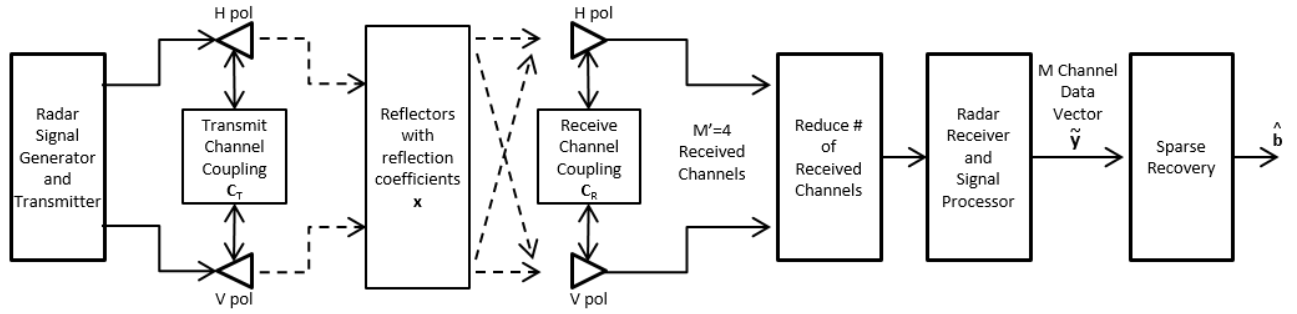 H pol
H pol
Radar
Signal
Generator
and
Transmitter
Transmit
Channel
Coupling
C_T
V pol
Reflectors
with
reflection
coefficients
x
Receive
Channel
Coupling
C_R
V pol
M'=4
Received
Channels
Reduce #
of
Received
Channels
Radar
Receiver
and
Signal
Processor
M Channel
Data
Vector
ỹ
Sparse
Recovery
b̂